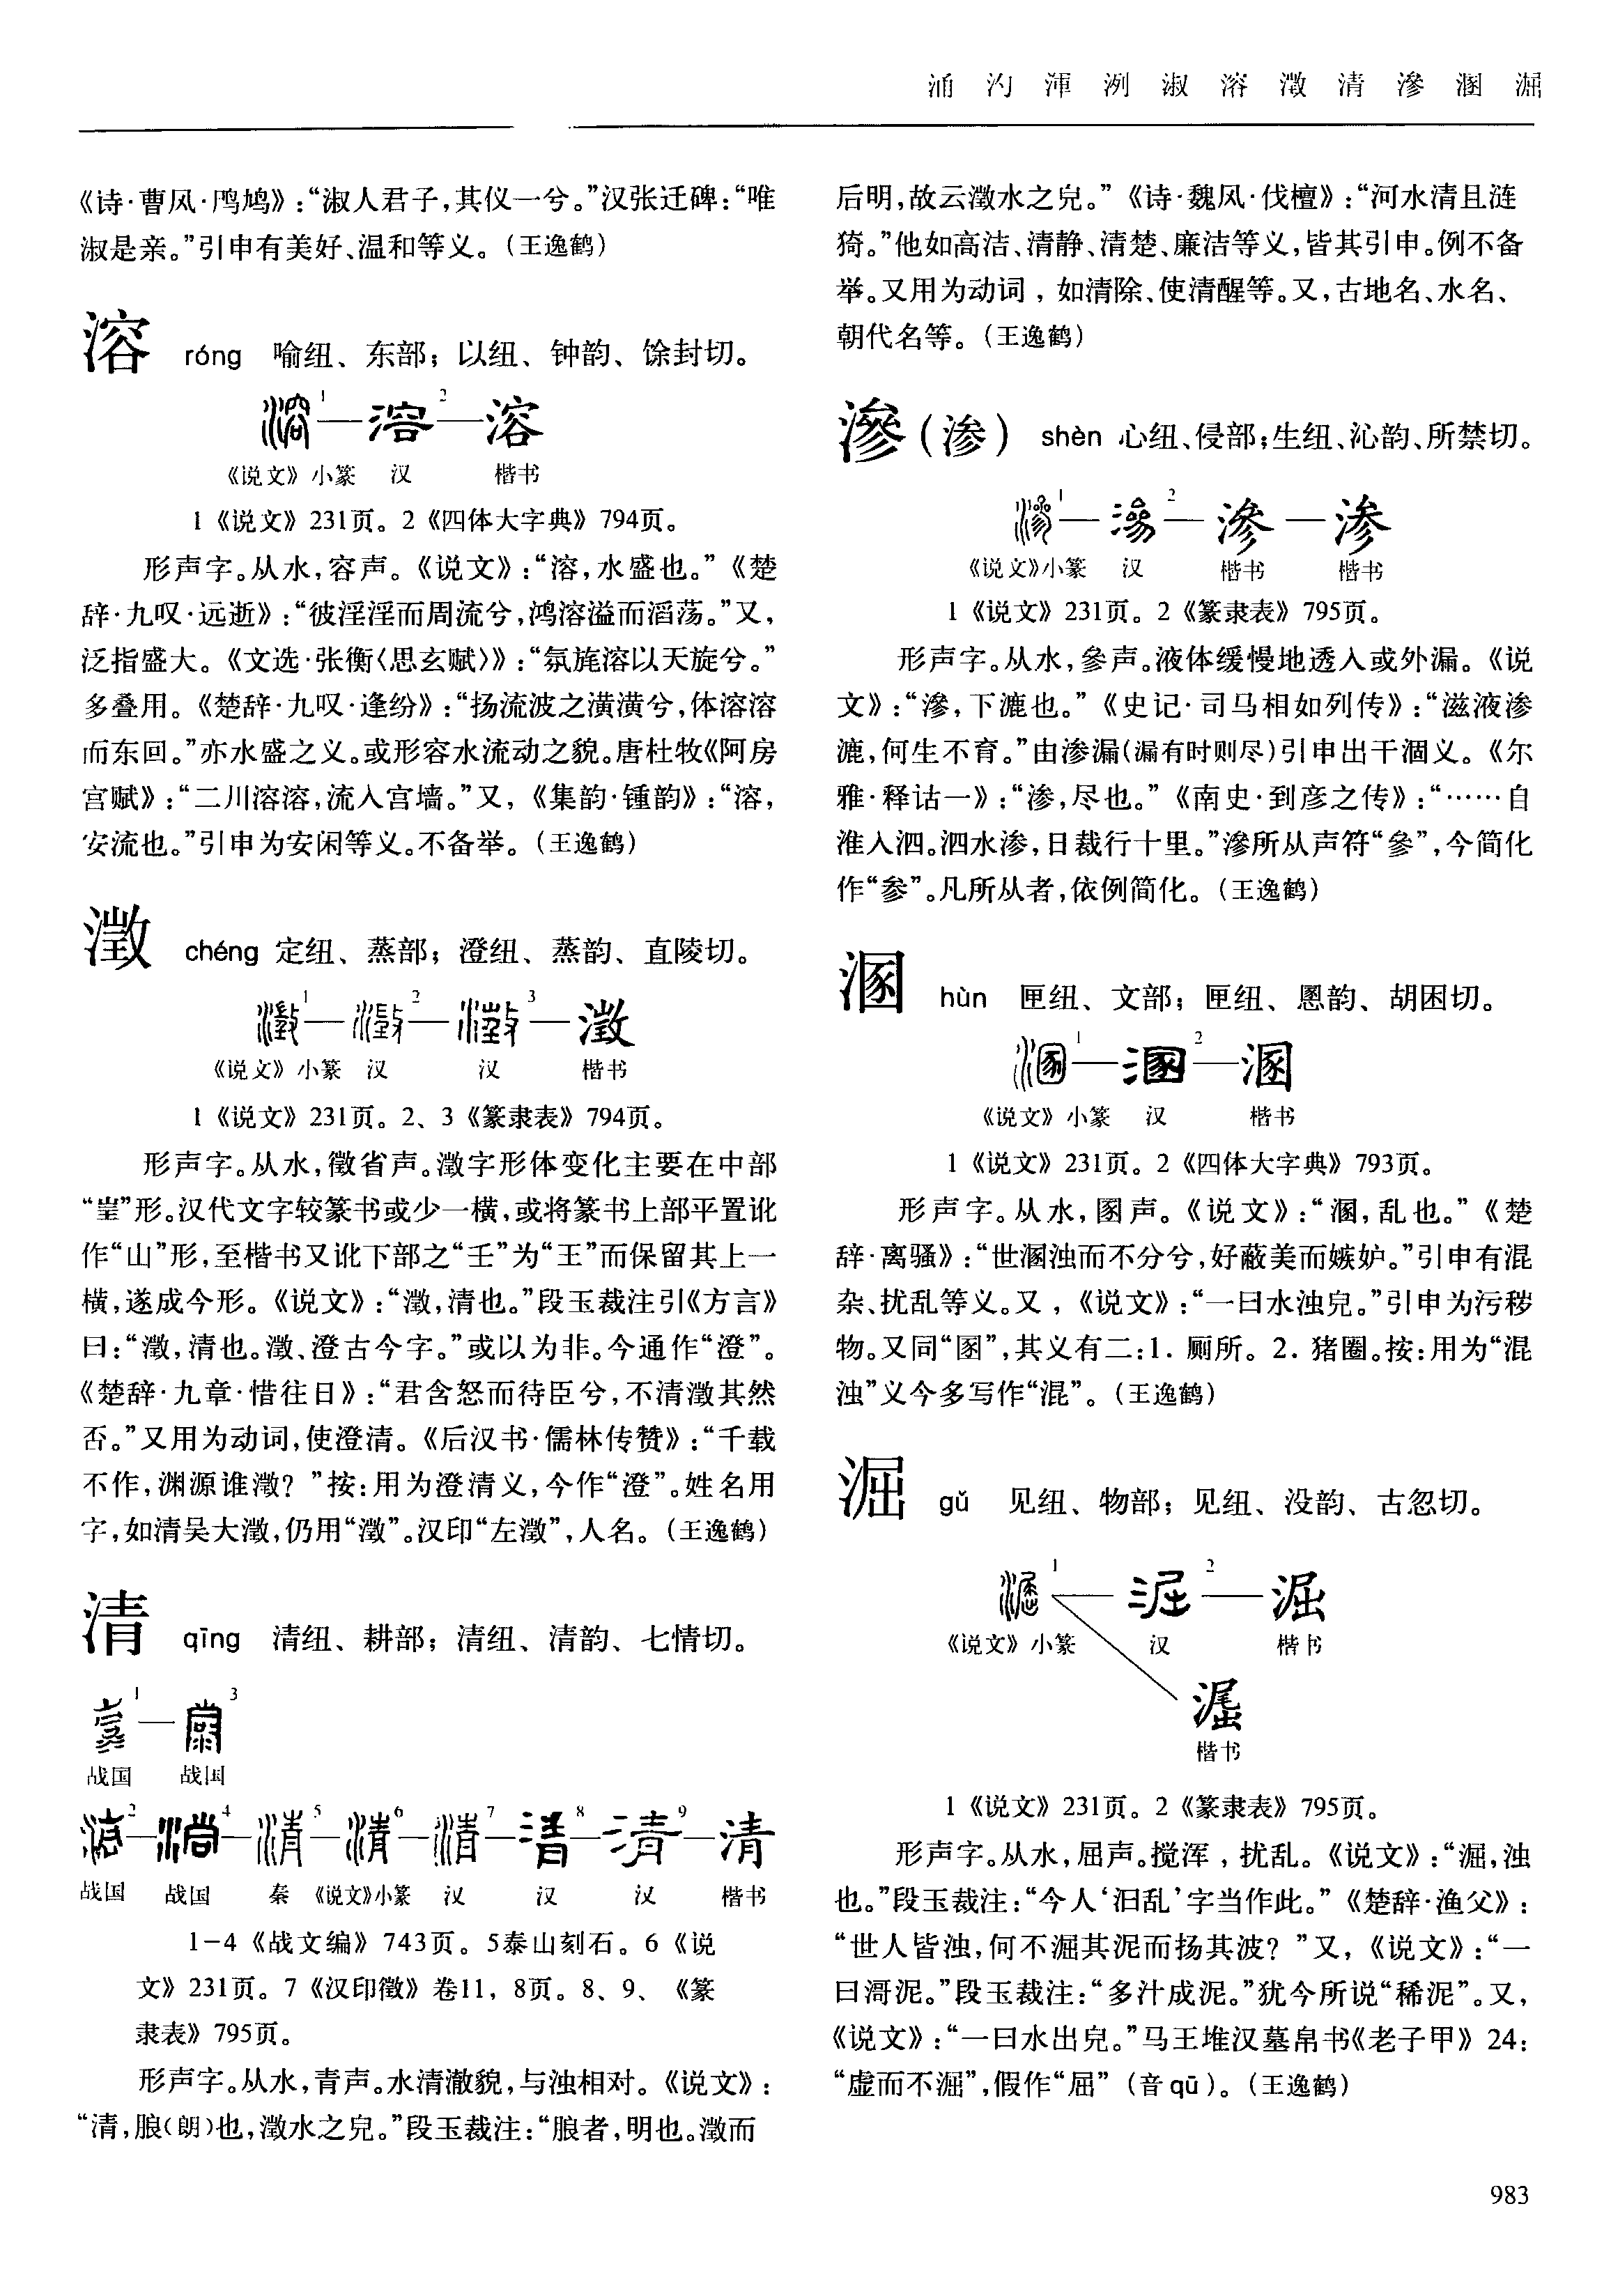 涌 汋 渾 洌 淑 溶 澂 清 滲 溷 淈
《诗·曹风·鸤鸠》:“淑人君子,其仪一兮。”汉张迁碑:“唯
淑是亲。”引申有美好、温和等义。(王逸鹤)
溶 róng 喻纽、东部；以纽、钟韵、馀封切。
1 2
溶—溶—溶
《说文》小篆 汉 楷书
1《说文》231页。2《四体大字典》794页。
形声字。从水,容声。《说文》:“溶,水盛也。”《楚
辞·九叹·远逝》:“彼淫淫而周流兮,鸿溶溢而滔荡。”又,
泛指盛大。《文选·张衡〈思玄赋〉》:“氛旄溶以天旋兮。”
多叠用。《楚辞·九叹·逢纷》:“扬流波之潢潢兮,体溶溶
而东回。”亦水盛之义。或形容水流动之貌。唐杜牧《阿房
宫赋》:“二川溶溶,流入宫墙。”又,《集韵·锺韵》:“溶,
安流也。”引申为安闲等义。不备举。(王逸鹤)
澂 chéng 定纽、蒸部；澄纽、蒸韵、直陵切。
1 2 3
澂—澂—澂—澂
《说文》小篆 汉 汉 楷书
1《说文》231页。2、3《篆隶表》794页。
形声字。从水,徵省声。澂字形体变化主要在中部
“𡈼”形。汉代文字较篆书或少一横,或将篆书上部平置讹
作“山”形,至楷书又讹下部之“壬”为“王”而保留其上一
横,遂成今形。《说文》:“澂,清也。”段玉裁注引《方言》
曰:“澂,清也。澂、澄古今字。”或以为非。今通作“澄”。
《楚辞·九章·惜往日》:“君含怒而待臣兮,不清澂其然
否。”又用为动词,使澄清。《后汉书·儒林传赞》:“千载
不作,渊源谁澂？”按:用为澄清义,今作“澄”。姓名用
字,如清吴大澂,仍用“澂”。汉印“左澂”,人名。(王逸鹤)
清 qīng 清纽、耕部；清纽、清韵、七情切。
1 3
战国 战国
2 4 5 6 7 8 9
清—清—清—清—清—清—清—清
战国 战国 秦 《说文》小篆 汉 汉 汉 楷书
1-4《战文编》743页。5泰山刻石。6《说
文》231页。7《汉印徵》卷11,8页。8、9、《篆
隶表》795页。
形声字。从水,青声。水清澈貌,与浊相对。《说文》:
“清,朖(朗)也,澂水之皃。”段玉裁注:“朖者,明也。澂而
后明,故云澂水之皃。”《诗·魏风·伐檀》:“河水清且涟
猗。”他如高洁、清静、清楚、廉洁等义,皆其引申。例不备
举。又用为动词,如清除、使清醒等。又,古地名、水名、
朝代名等。(王逸鹤)
滲(渗) shèn 心纽、侵部；生纽、沁韵、所禁切。
1 2
滲—滲—滲—渗
《说文》小篆 汉 楷书 楷书
1《说文》231页。2《篆隶表》795页。
形声字。从水,參声。液体缓慢地透入或外漏。《说
文》:“滲,下漉也。”《史记·司马相如列传》:“滋液渗
漉,何生不育。”由渗漏(漏有时则尽)引申出干涸义。《尔
雅·释诂一》:“渗,尽也。”《南史·到彦之传》:“……自
淮入泗。泗水渗,日裁行十里。”滲所从声符“參”,今简化
作“参”。凡所从者,依例简化。(王逸鹤)
溷 hùn 匣纽、文部；匣纽、慁韵、胡困切。
1 2
溷—溷—溷
《说文》小篆 汉 楷书
1《说文》231页。2《四体大字典》793页。
形声字。从水,圂声。《说文》:“溷,乱也。”《楚
辞·离骚》:“世溷浊而不分兮,好蔽美而嫉妒。”引申有混
杂、扰乱等义。又,《说文》:“一曰水浊皃。”引申为污秽
物。又同“圂”,其义有二:1. 厕所。2. 猪圈。按:用为“混
浊”义今多写作“混”。(王逸鹤)
淈 gǔ 见纽、物部；见纽、没韵、古忽切。
1 2
淈—淈—淈
《说文》小篆 汉 楷书
楷书
1《说文》231页。2《篆隶表》795页。
形声字。从水,屈声。搅浑,扰乱。《说文》:“淈,浊
也。”段玉裁注:“今人‘汩乱’字当作此。”《楚辞·渔父》:
“世人皆浊,何不淈其泥而扬其波？”又,《说文》:“一
曰滒泥。”段玉裁注:“多汁成泥。”犹今所说“稀泥”。又,
《说文》:“一曰水出皃。”马王堆汉墓帛书《老子甲》24:
“虚而不淈”,假作“屈”(音qū)。(王逸鹤)
983